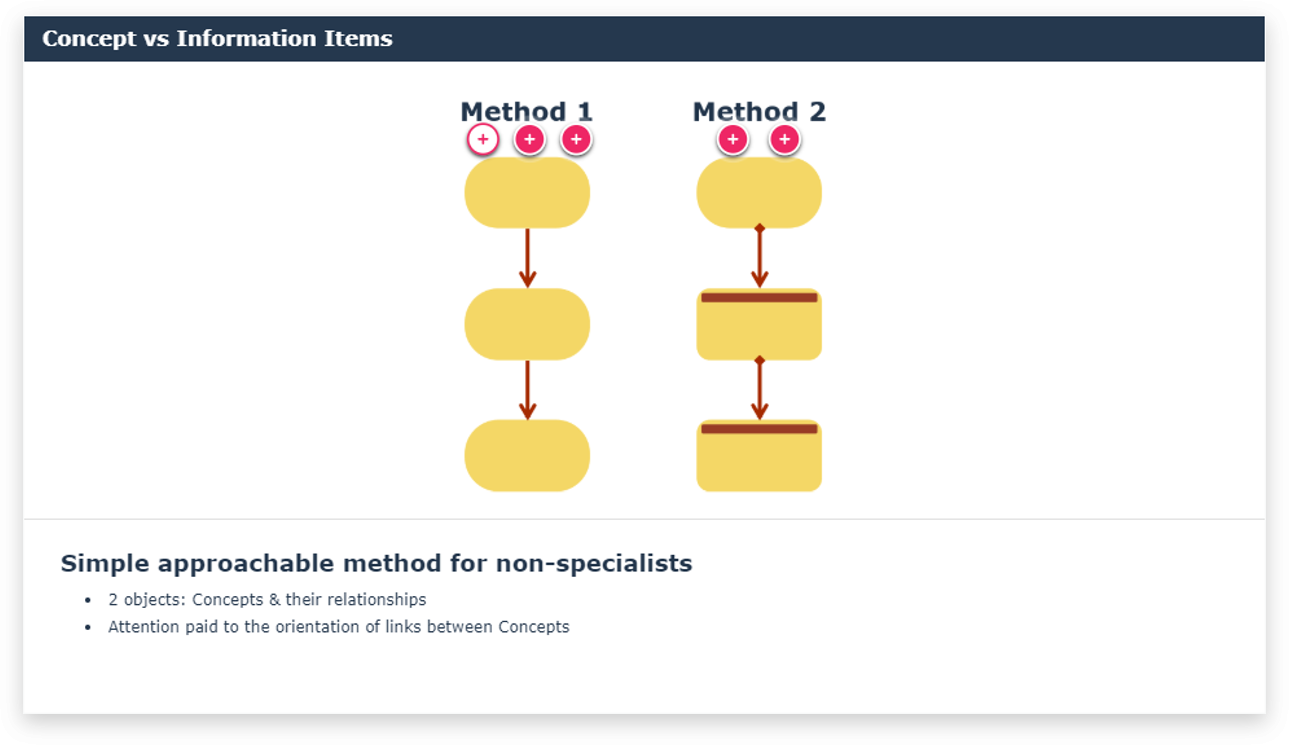 Concept vs Information Items
Method 1 Method 2
+ + + + +
Simple approachable method for non-specialists
• 2 objects: Concepts & their relationships
• Attention paid to the orientation of links between Concepts